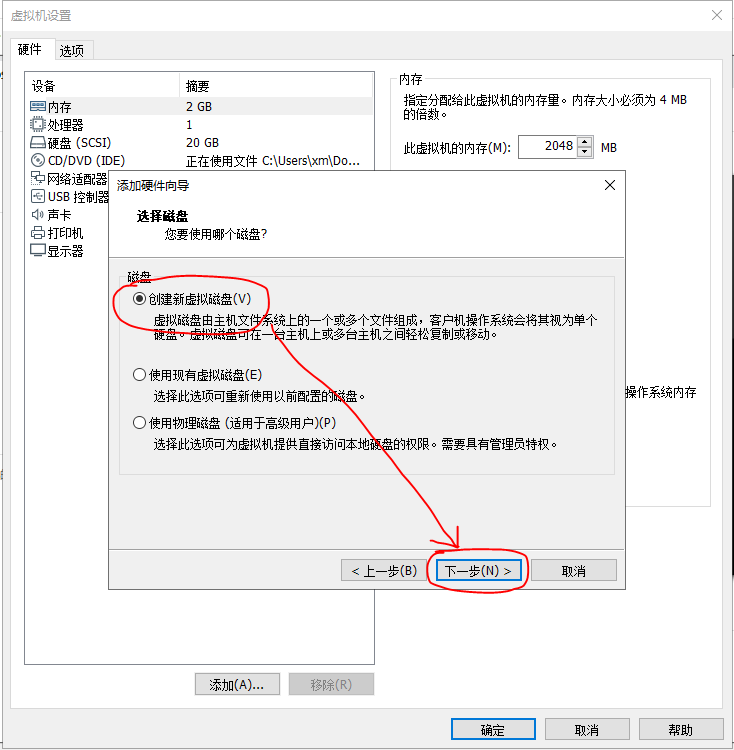 虚拟机设置
硬件 选项
设备 摘要
内存 2 GB
处理器 1
硬盘 (SCSI) 20 GB
CD/DVD (IDE) 正在使用文件 C:\Users\xm\Do...
网络适配器
USB 控制器
声卡
打印机
显示器
内存
指定分配给此虚拟机的内存量。内存大小必须为 4 MB
的倍数。
此虚拟机的内存(M): 2048 MB
操作系统内存
添加硬件向导
选择磁盘
您要使用哪个磁盘?
磁盘
创建新虚拟磁盘(V)
虚拟磁盘由主机文件系统上的一个或多个文件组成，客户机操作系统会将其视为单个
硬盘。虚拟磁盘可在一台主机上或多台主机之间轻松复制或移动。
使用现有虚拟磁盘(E)
选择此选项可重新使用以前配置的磁盘。
使用物理磁盘 (适用于高级用户)(P)
选择此选项可为虚拟机提供直接访问本地硬盘的权限。需要具有管理员特权。
< 上一步(B) 下一步(N) > 取消
添加(A)... 移除(R)
确定 取消 帮助